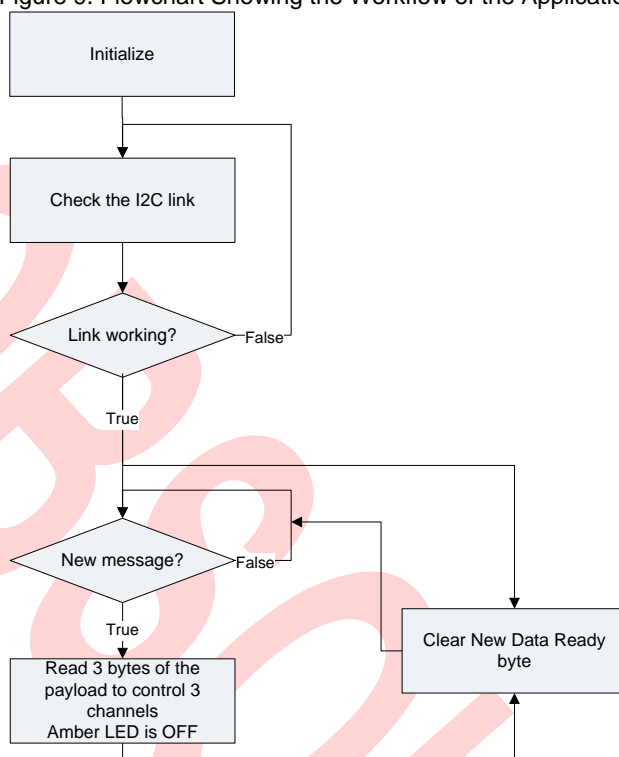 Figure 9. Flowchart Showing the Workflow of the Application
Initialize
Check the I2C link
Link working?
False
True
New message?
False
True
Clear New Data Ready
byte
Read 3 bytes of the
payload to control 3
channels
Amber LED is OFF